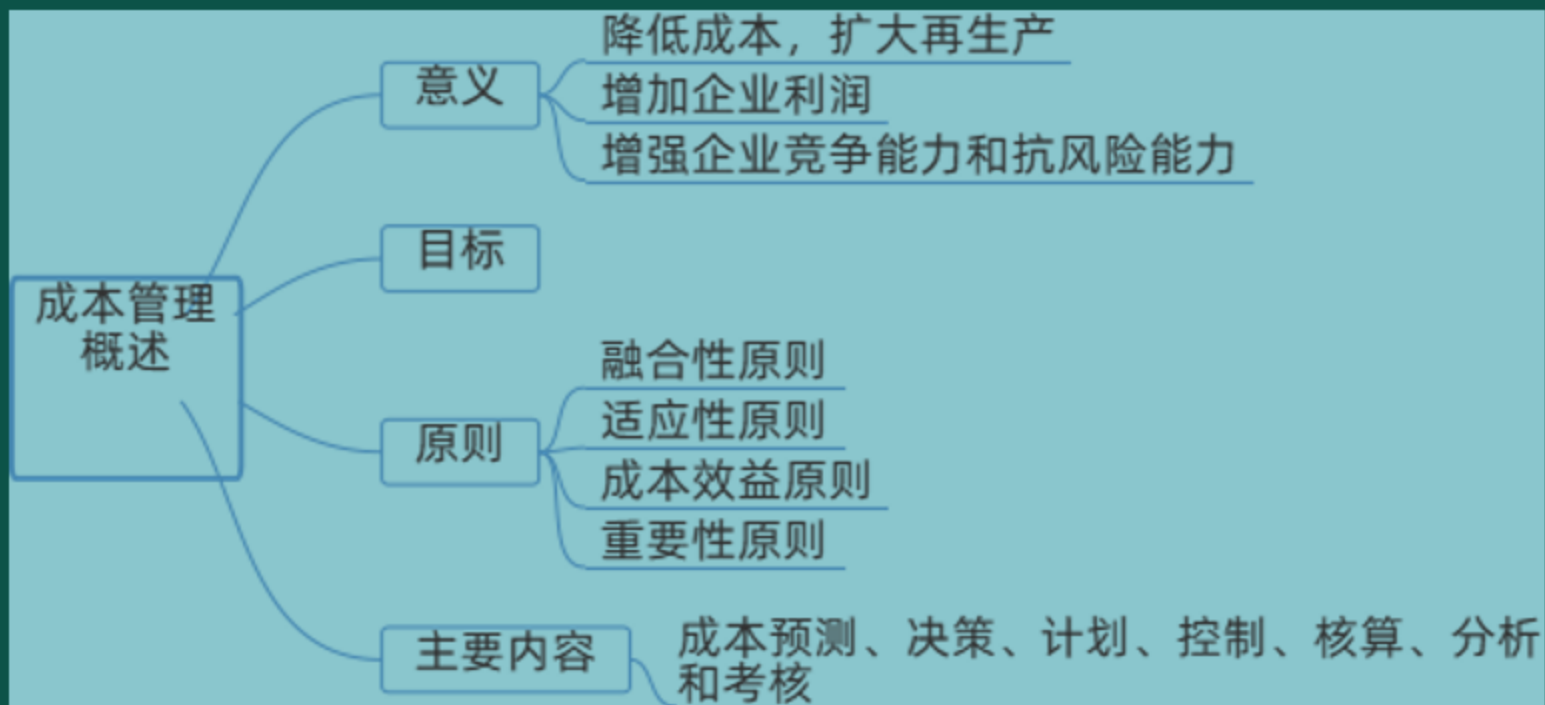 降低成本，扩大再生产
意义
增加企业利润
增强企业竞争能力和抗风险能力
目标
成本管理
概述
融合性原则
适应性原则
原则
成本效益原则
重要性原则
主要内容
成本预测、决策、计划、控制、核算、分析
和考核